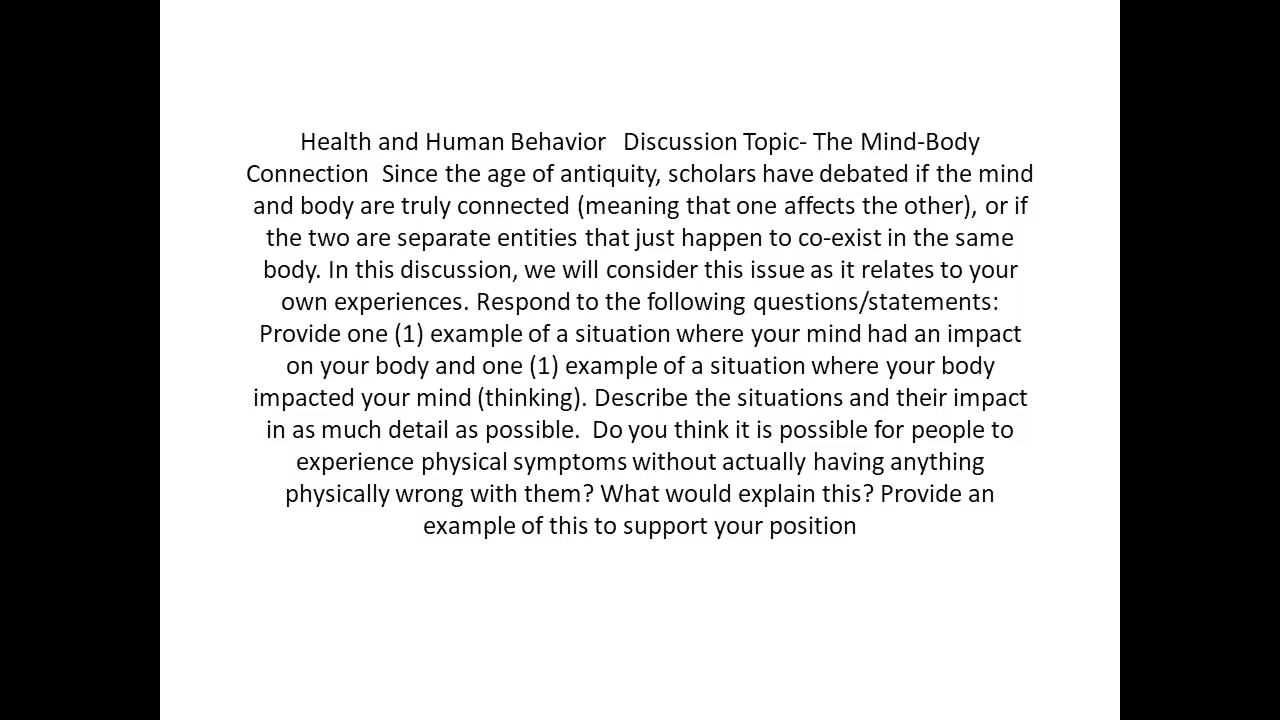 Health and Human Behavior   Discussion Topic- The Mind-Body
Connection  Since the age of antiquity, scholars have debated if the mind
and body are truly connected (meaning that one affects the other), or if
the two are separate entities that just happen to co-exist in the same
body. In this discussion, we will consider this issue as it relates to your
own experiences. Respond to the following questions/statements:
Provide one (1) example of a situation where your mind had an impact
on your body and one (1) example of a situation where your body
impacted your mind (thinking). Describe the situations and their impact
in as much detail as possible.  Do you think it is possible for people to
experience physical symptoms without actually having anything
physically wrong with them? What would explain this? Provide an
example of this to support your position